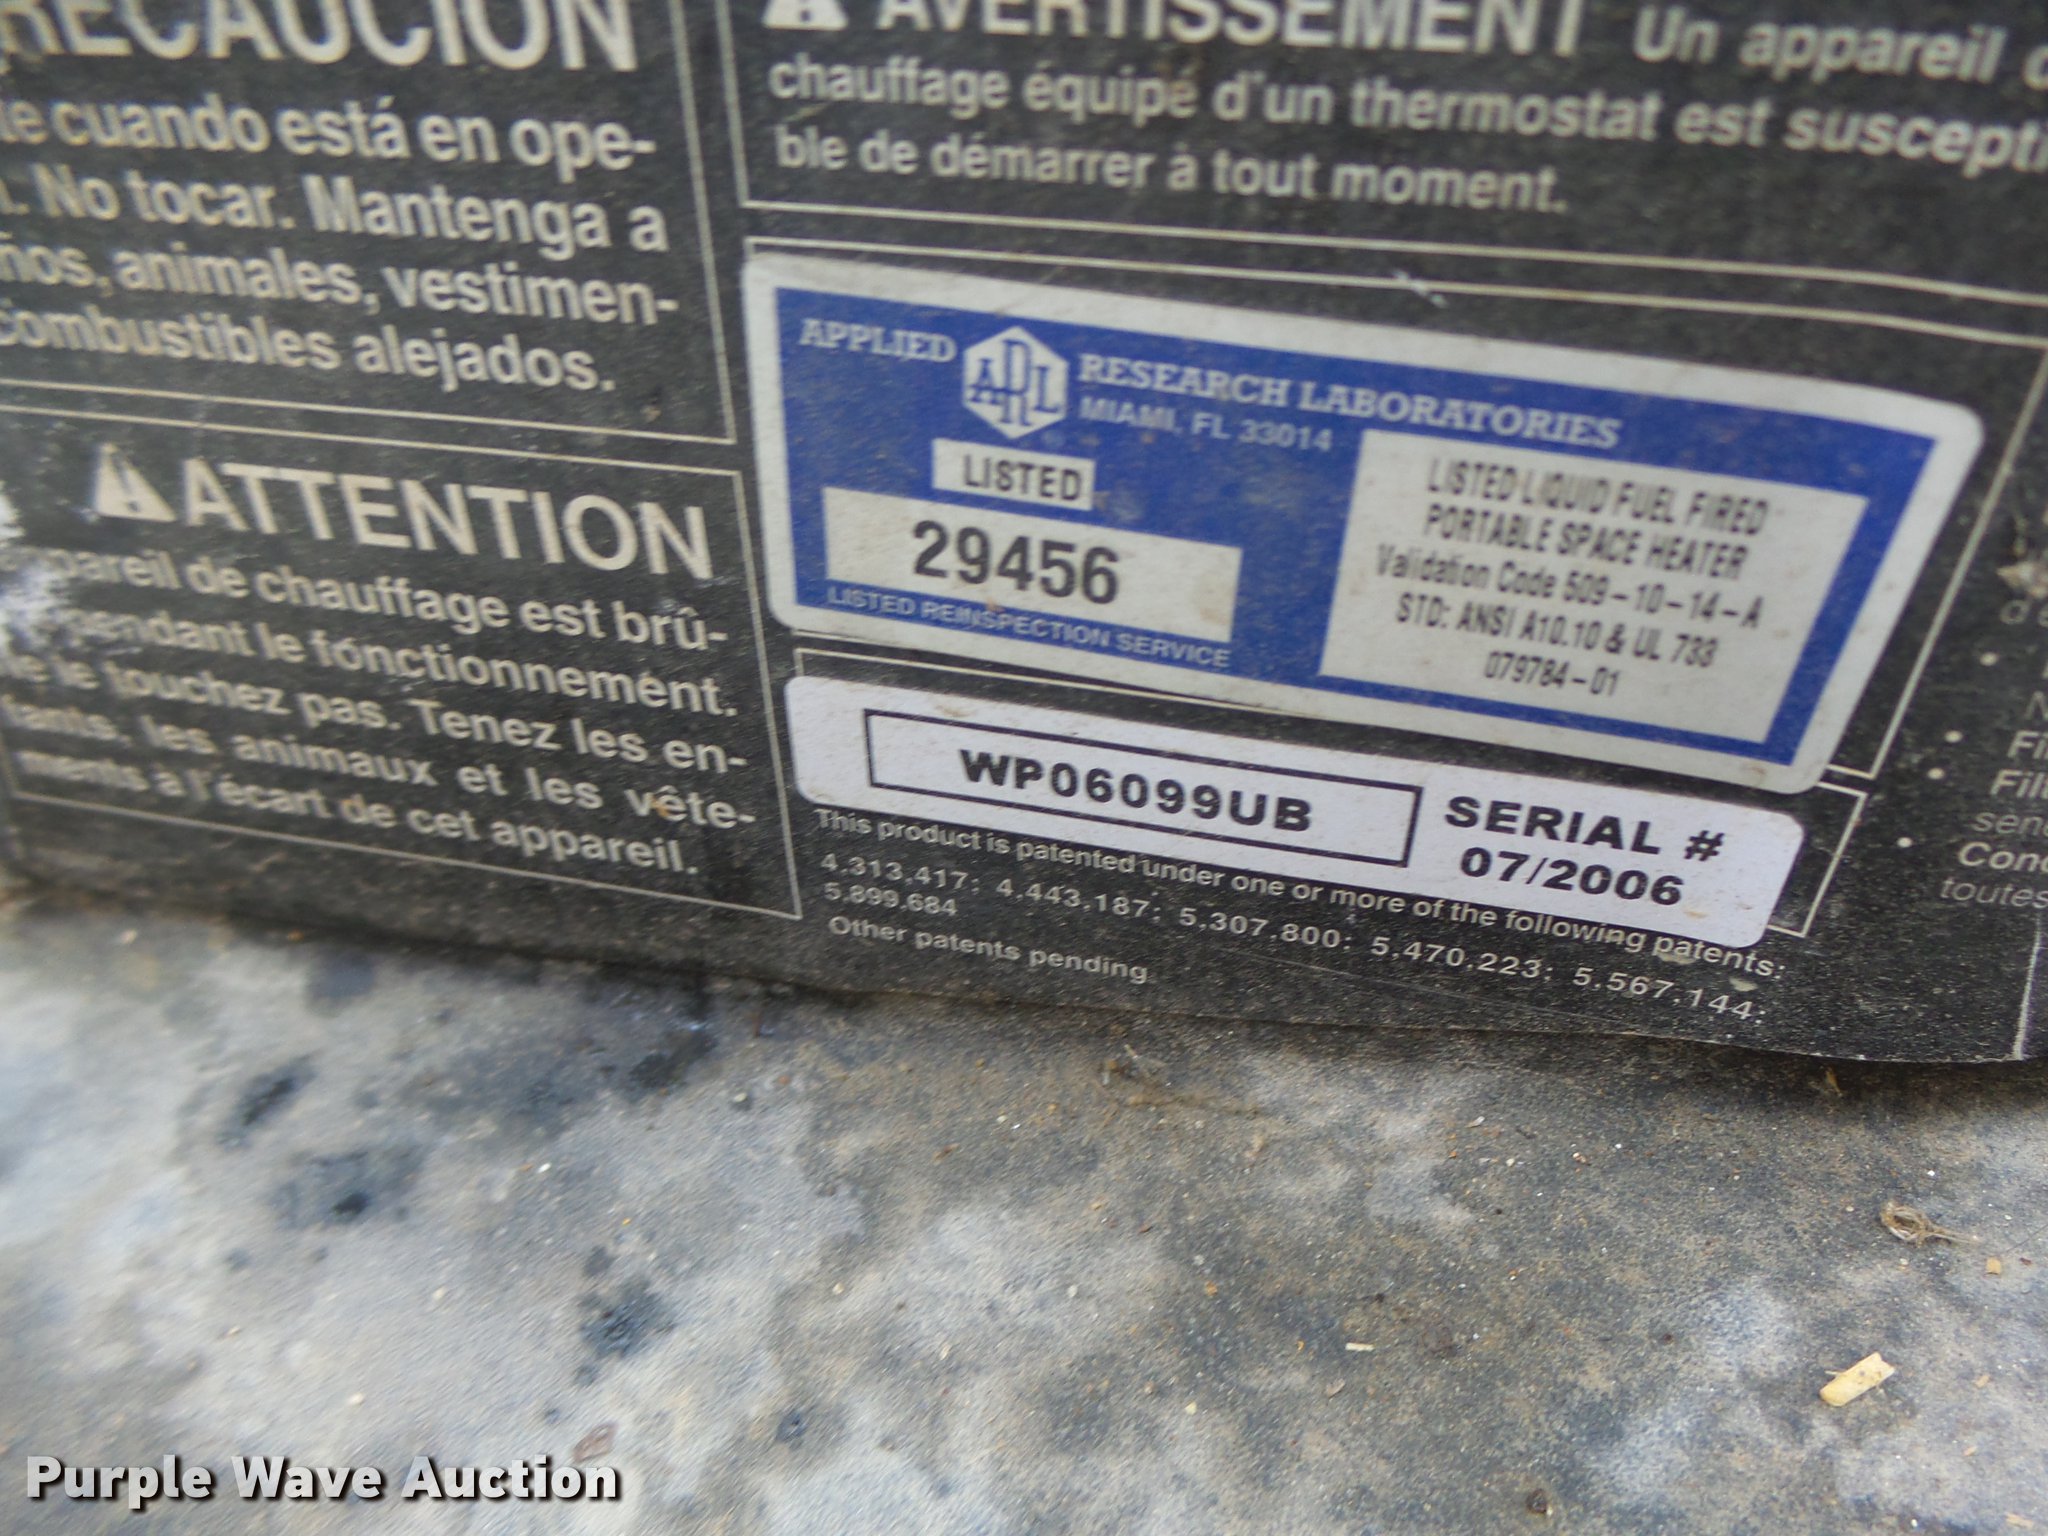 RECAUCIÓN
te cuando está en ope-
No tocar. Mantenga a
ños, animales, vestimen-
combustibles alejados.
ATTENTION
appareil de chauffage est brû-
pendant le fonctionnement.
le touchez pas. Tenez les en-
fants, les animaux et les vête-
ments à l'écart de cet appareil.
AVERTISSEMENT Un appareil
chauffage équipé d'un thermostat est suscepti
ble de démarrer à tout moment.
APPLIED ARL RESEARCH LABORATORIES
MIAMI, FL 33014
LISTED
29456
LISTED REINSPECTION SERVICE
LISTED LIQUID FUEL FIRED
PORTABLE SPACE HEATER
Validation Code 509-10-14-A
STD: ANSI A10.10 & UL 733
079784-01
WP06099UB
SERIAL #
07/2006
This product is patented under one or more of the following patents:
4,313,417; 4,443,187; 5,307,800; 5,470,223; 5,567,144;
5,899,684
Other patents pending
toutes
Purple Wave Auction